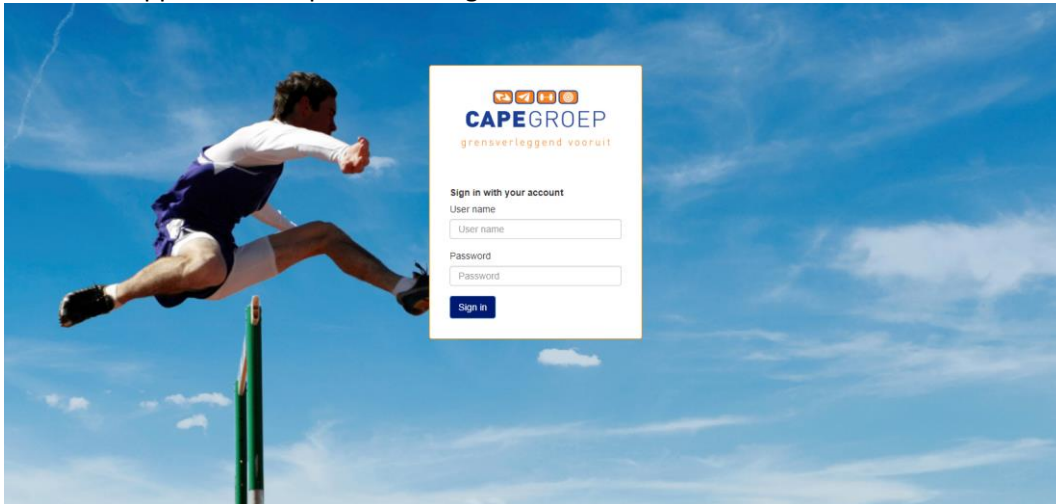 CAPEGROEP
grensverleggend vooruit
Sign in with your account
User name
User name
Password
Password
Sign in